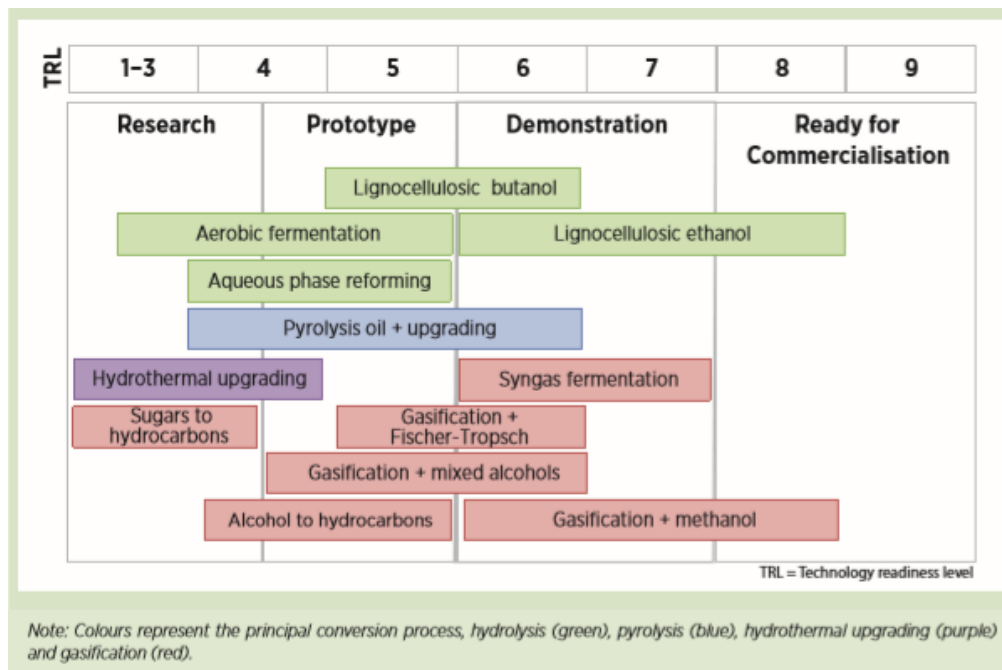 TRL
1–3 4 5 6 7 8 9
Research Prototype Demonstration Ready for
Commercialisation
Lignocellulosic butanol
Aerobic fermentation Lignocellulosic ethanol
Aqueous phase reforming
Pyrolysis oil + upgrading
Hydrothermal upgrading Syngas fermentation
Sugars to
hydrocarbons
Gasification +
Fischer-Tropsch
Gasification + mixed alcohols
Alcohol to hydrocarbons Gasification + methanol
TRL = Technology readiness level
Note: Colours represent the principal conversion process, hydrolysis (green), pyrolysis (blue), hydrothermal upgrading (purple)
and gasification (red).